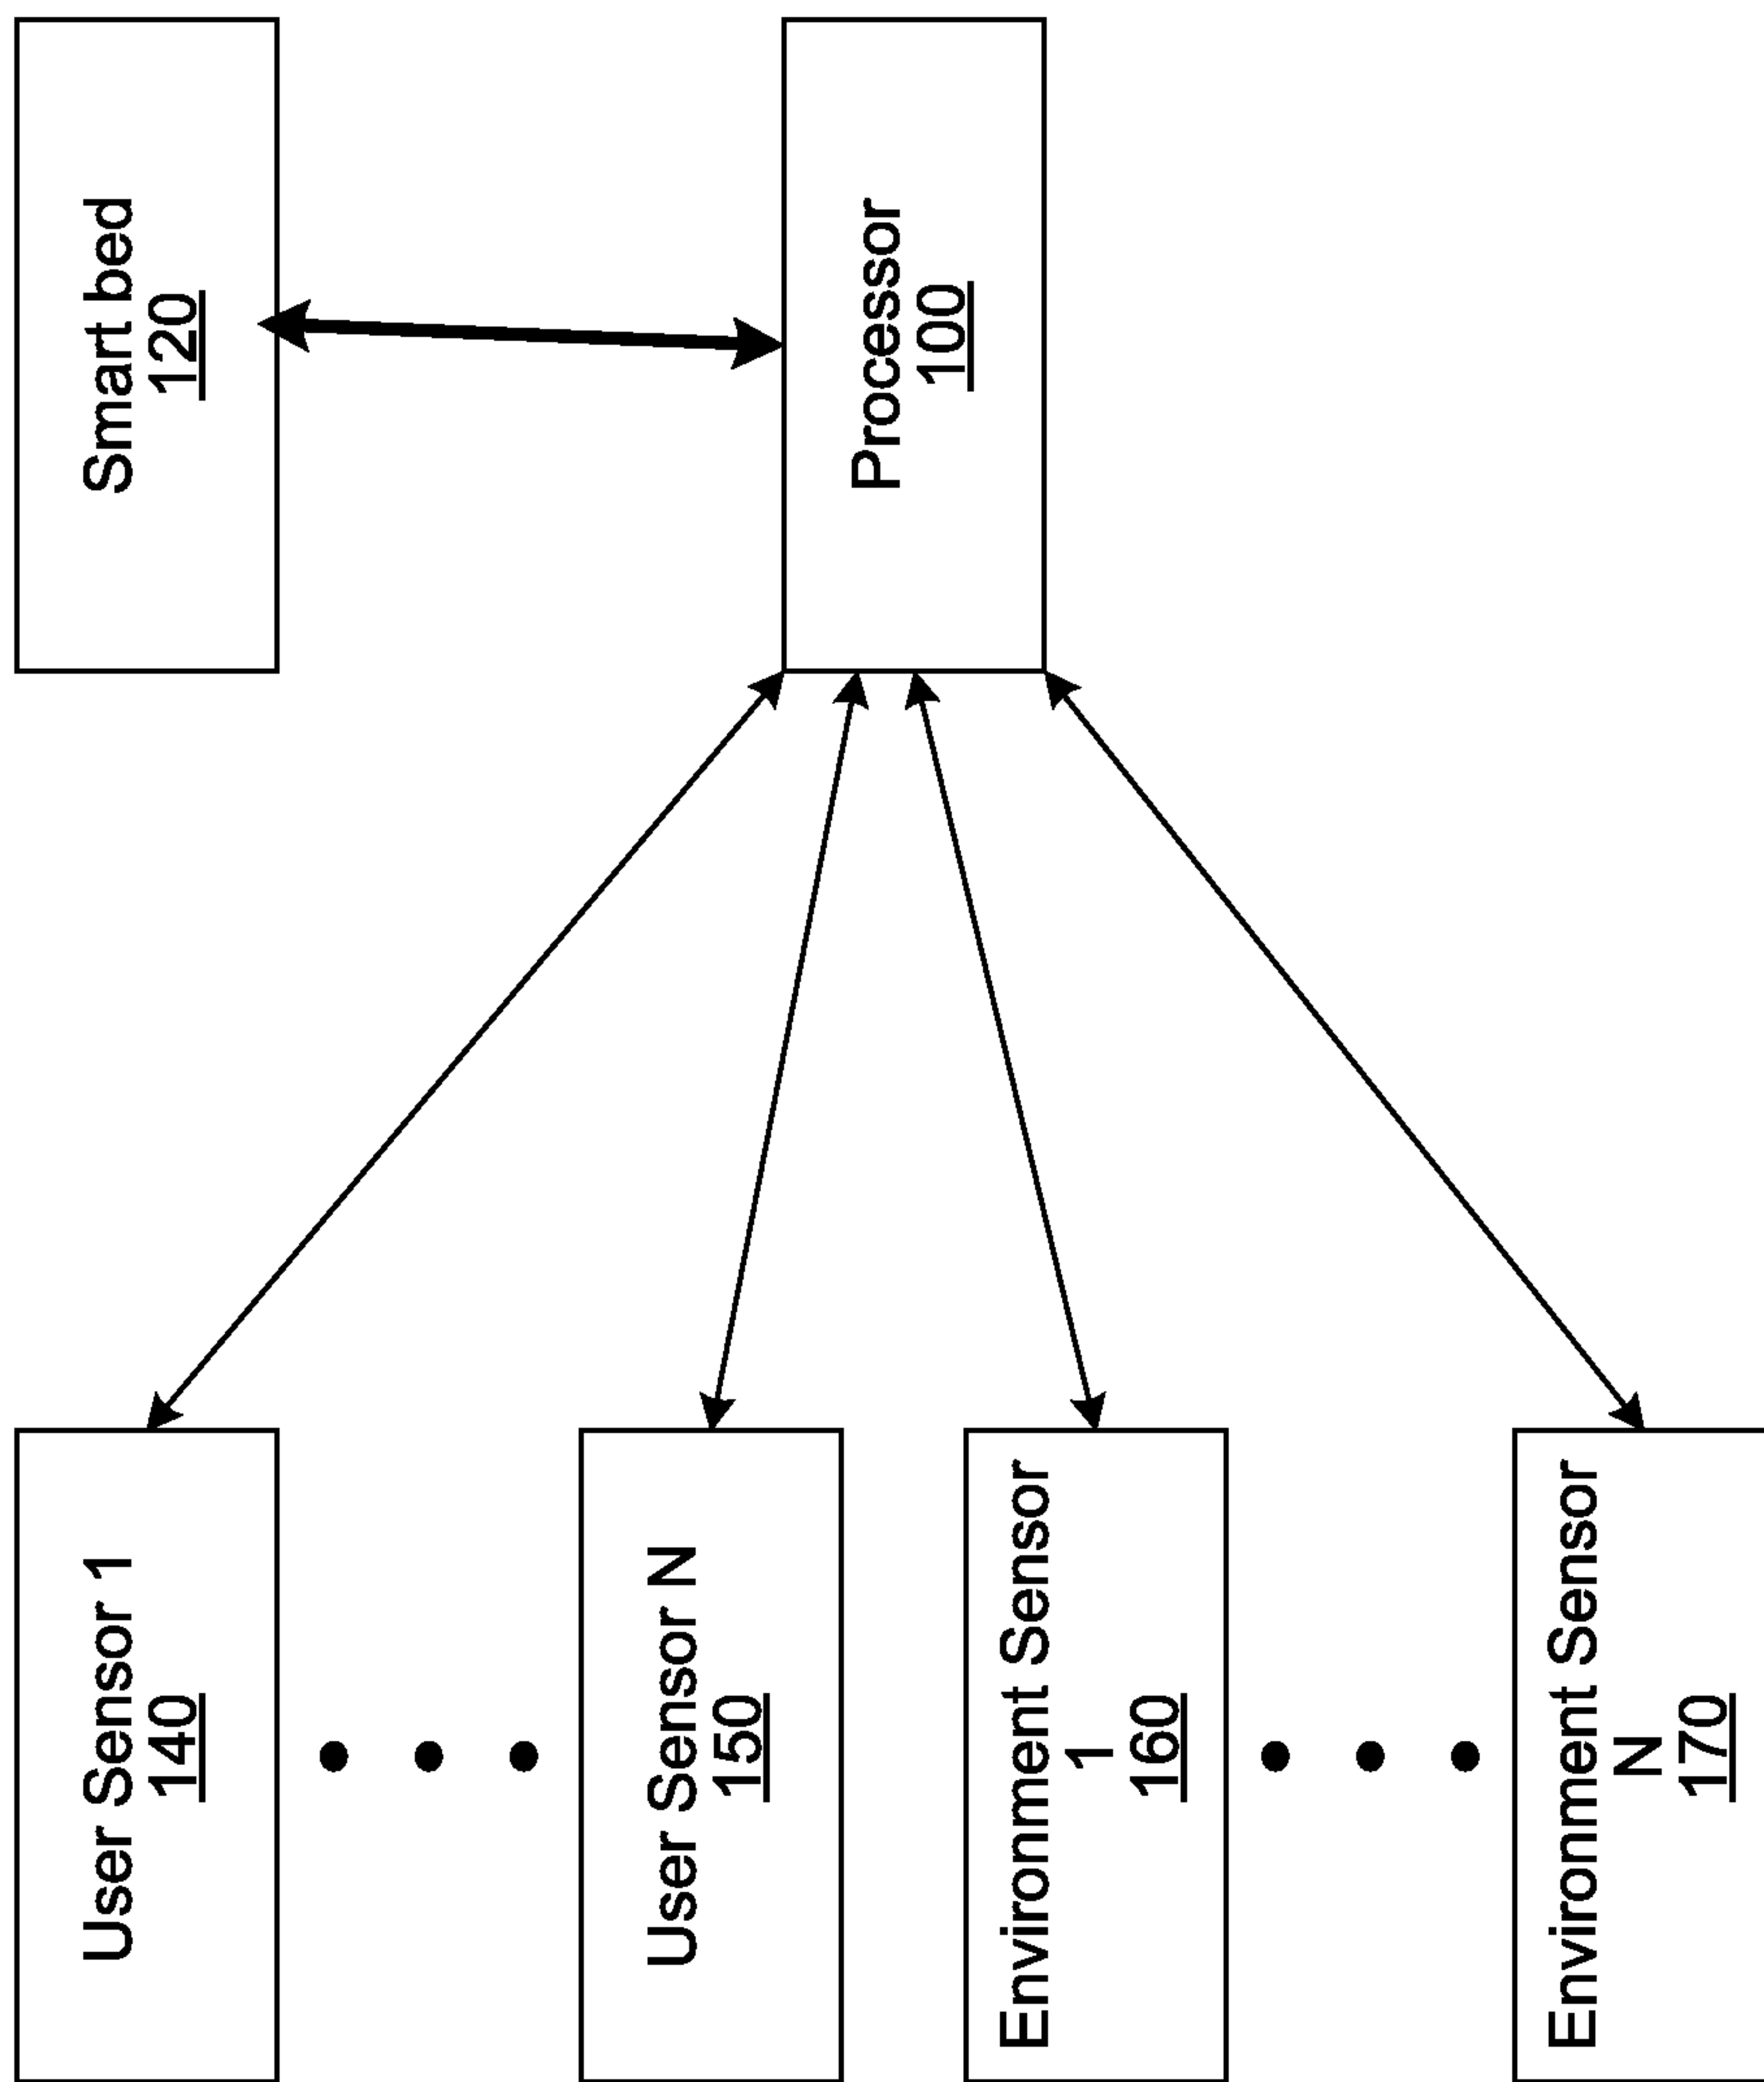 User Sensor 1
140
User Sensor N
150
Environment Sensor
1
160
Environment Sensor
N
170
Smart bed
120
Processor
100